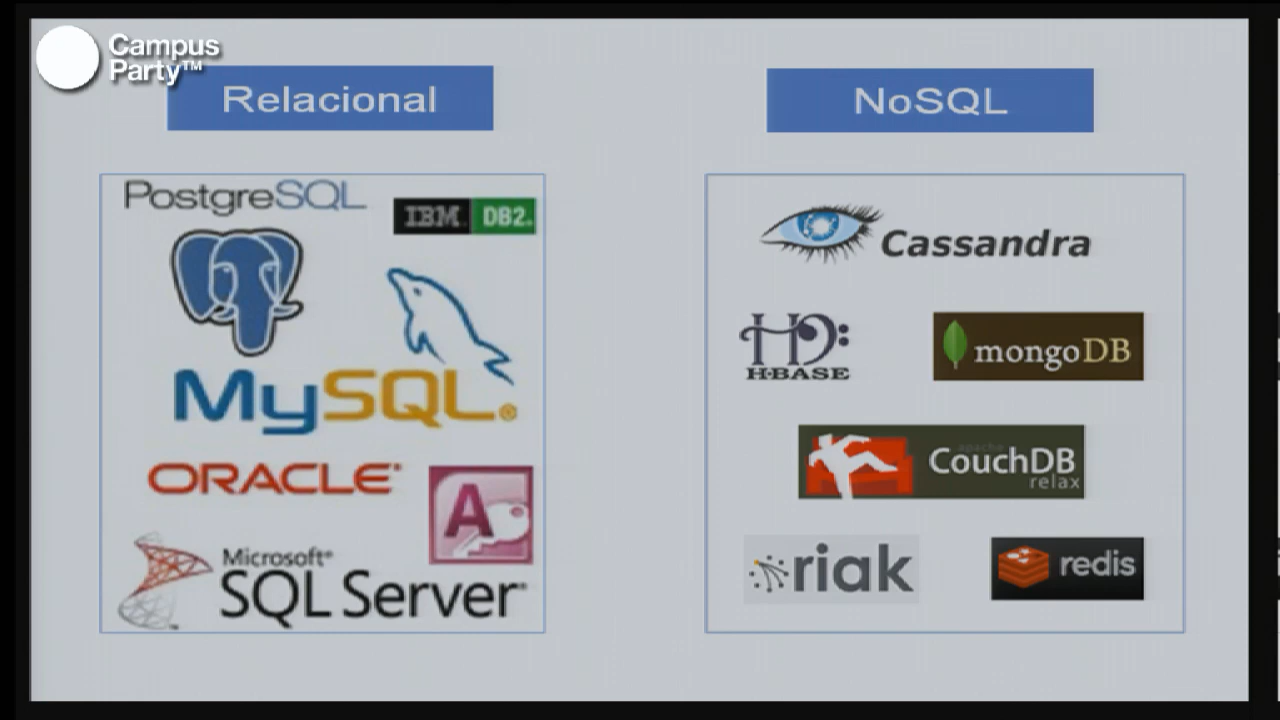 Campus
Party™
Relacional
NoSQL
PostgreSQL
IBM DB2.
MySQL®
ORACLE®
A
Microsoft®
SQL Server®
Cassandra
HBASE
mongoDB
apache
CouchDB
relax
riak
redis